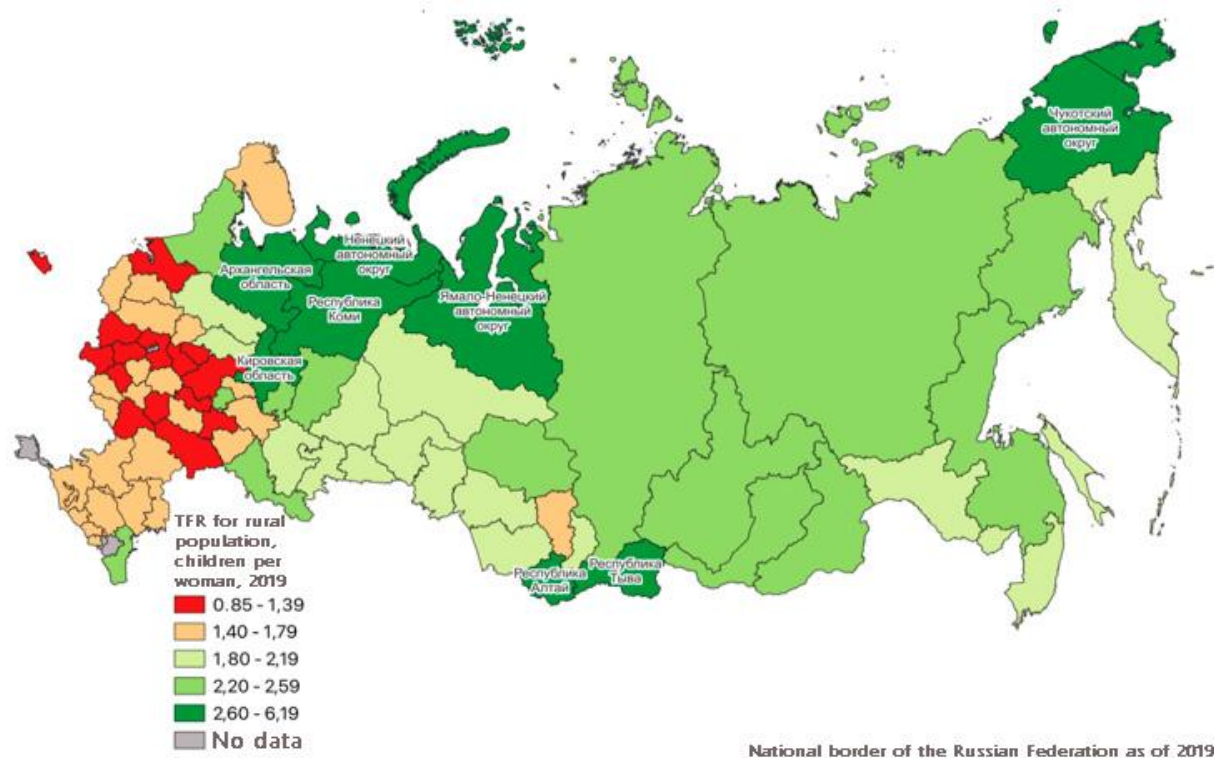 Чукотский
автономный
округ
Ненецкий
автономный
округ
Архангельская
область
Республика
Коми
Ямало-Ненецкий
автономный
округ
Кировская
область
Республика
Алтай
Республика
Тыва
TFR for rural
population,
children per
woman, 2019
0.85 - 1,39
1,40 - 1,79
1,80 - 2,19
2,20 - 2,59
2,60 - 6,19
No data
National border of the Russian Federation as of 2019